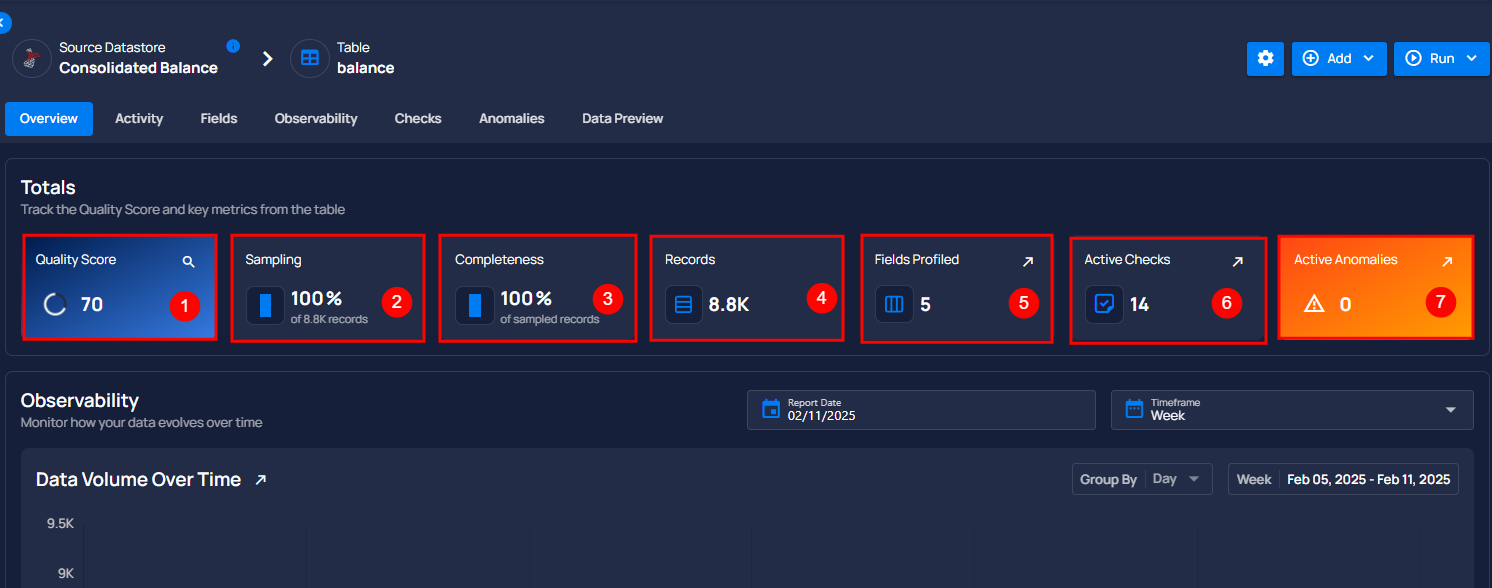 Source Datastore
Consolidated Balance
Table
balance
Add
Run
Overview
Activity
Fields
Observability
Checks
Anomalies
Data Preview
Totals
Track the Quality Score and key metrics from the table
Quality Score
70
1
Sampling
100%
of 8.8K records
2
Completeness
100%
of sampled records
3
Records
8.8K
4
Fields Profiled
5
5
Active Checks
14
6
Active Anomalies
0
7
Observability
Monitor how your data evolves over time
Report Date
02/11/2025
Timeframe
Week
Data Volume Over Time
Group By Day
Week Feb 05, 2025 - Feb 11, 2025
9.5K
9K